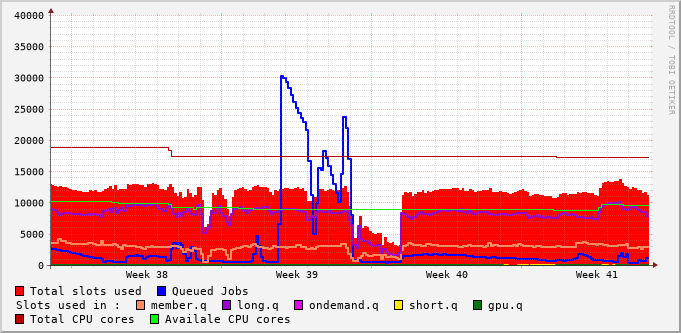 40000
35000
30000
25000
20000
15000
10000
5000
0
Week 38 Week 39 Week 40 Week 41
RRDTOOL / TOBI OETIKER
Total slots used Queued Jobs
Slots used in : member.q long.q ondemand.q short.q gpu.q
Total CPU cores Availale CPU cores